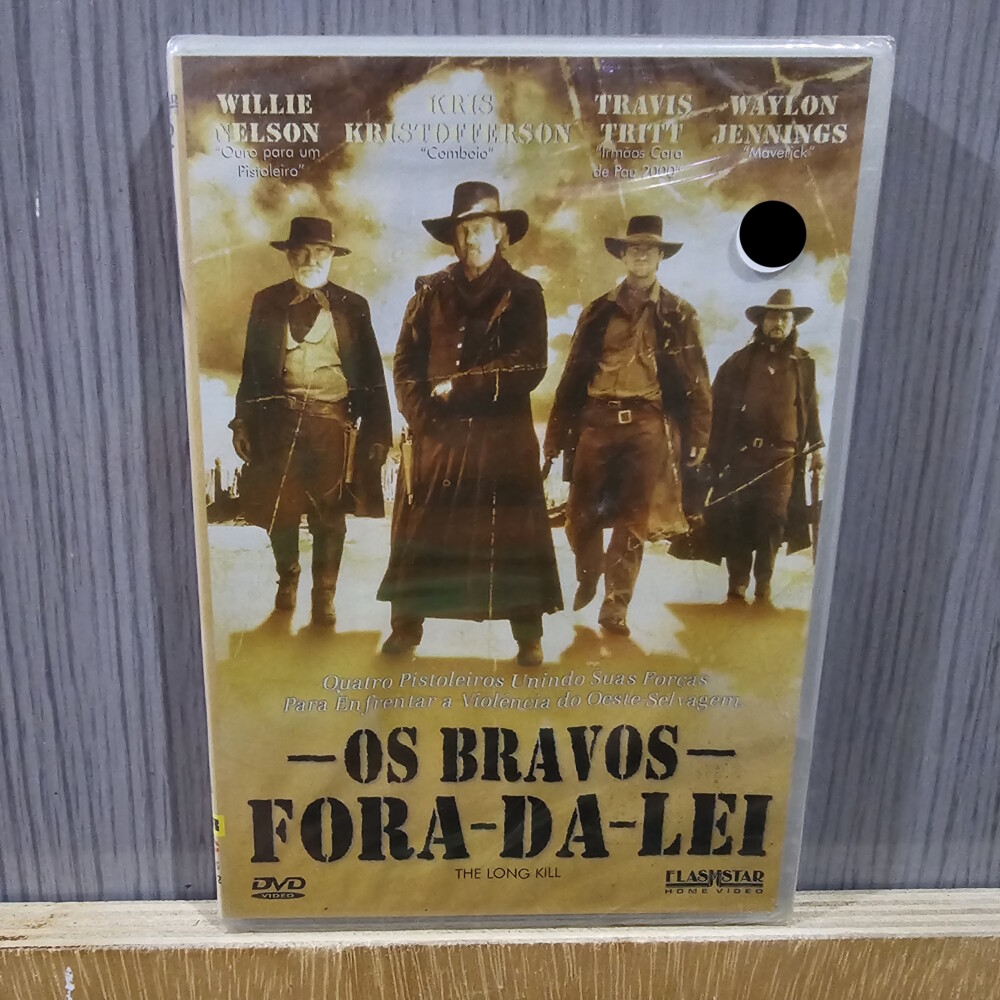 WILLIE
NELSON
"Ouro para um
Pistoleiro"
KRIS
KRISTOFFERSON
"Comboio"
TRAVIS
TRITT
"Irmãos Cara
de Pau 2000"
WAYLON
JENNINGS
"Maverick"
Quatro Pistoleiros Unindo Suas Forças
Para Enfrentar a Violência do Oeste Selvagem.
—OS BRAVOS—
FORA-DA-LEI
THE LONG KILL
DVD
VIDEO
FLASHSTAR
HOME VIDEO